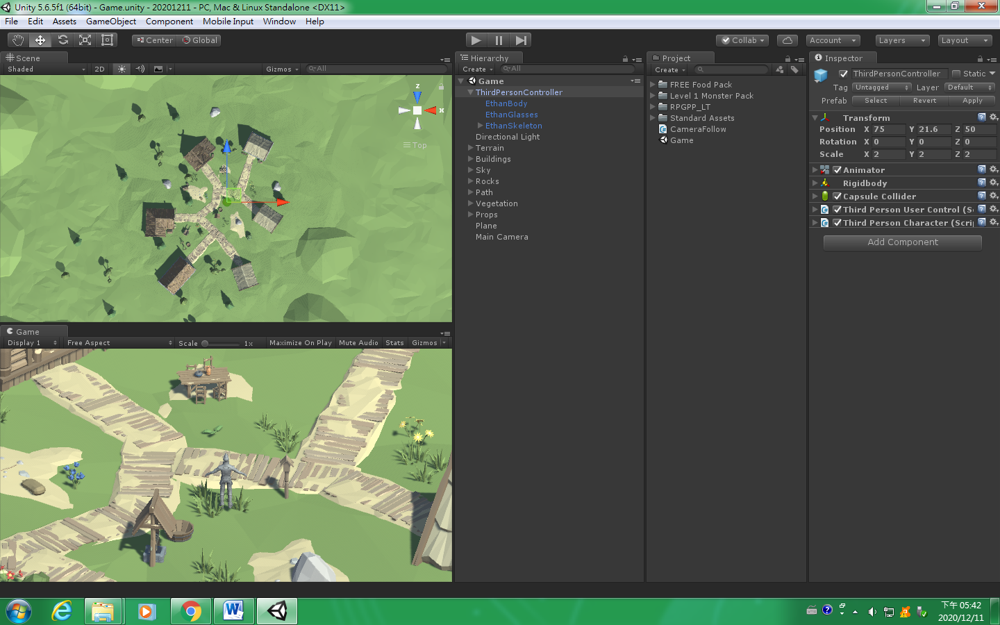 Unity 5.6.5f1 (64bit) - Game.unity - 20201211 - PC, Mac & Linux Standalone <DX11>
File Edit Assets GameObject Component Mobile Input Window Help
Center Global Collab Account Layers Layout
Scene
Shaded 2D Gizmos All
z
x
Top
Game
Display 1 Free Aspect Scale 1x Maximize On Play Mute Audio Stats Gizmos
Hierarchy
Create All
Game
ThirdPersonController
EthanBody
EthanGlasses
EthanSkeleton
Directional Light
Terrain
Buildings
Sky
Rocks
Path
Vegetation
Props
Plane
Main Camera
Project
Create
FREE Food Pack
Level 1 Monster Pack
RPGPP_LT
Standard Assets
CameraFollow
Game
Inspector
ThirdPersonController Static
Tag Untagged Layer Default
Prefab Select Revert Apply
Transform
Position X 75 Y 21.6 Z 50
Rotation X 0 Y 0 Z 0
Scale X 2 Y 2 Z 2
Animator
Rigidbody
Capsule Collider
Third Person User Control (S
Third Person Character (Scri
Add Component
下午 05:42
2020/12/11